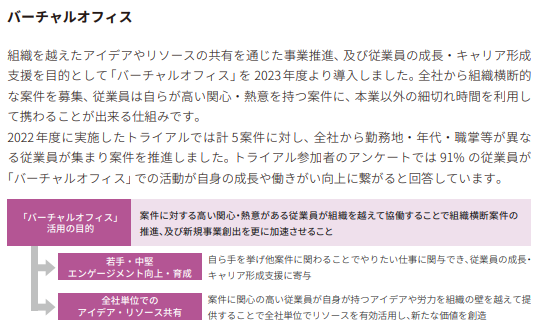 バーチャルオフィス
組織を越えたアイデアやリソースの共有を通じた事業推進、及び従業員の成長・キャリア形成
支援を目的として「バーチャルオフィス」を2023年度より導入しました。全社から組織横断的
な案件を募集、従業員は自らが高い関心・熱意を持つ案件に、本業以外の細切れ時間を利用し
て携わることが出来る仕組みです。
2022年度に実施したトライアルでは計5案件に対し、全社から勤務地・年代・職掌等が異な
る従業員が集まり案件を推進しました。トライアル参加者のアンケートでは91%の従業員が
「バーチャルオフィス」での活動が自身の成長や働きがい向上に繋がると回答しています。
「バーチャルオフィス」
活用の目的
案件に対する高い関心・熱意がある従業員が組織を越えて協働することで組織横断案件の
推進、及び新規事業創出を更に加速させること
若手・中堅
エンゲージメント向上・育成
自ら手を挙げ他案件に関わることでやりたい仕事に関与でき、従業員の成長・
キャリア形成支援に寄与
全社単位での
アイデア・リソース共有
案件に関心の高い従業員が自身が持つアイデアや労力を組織の壁を越えて提
供することで全社単位でリソースを有効活用し、新たな価値を創造